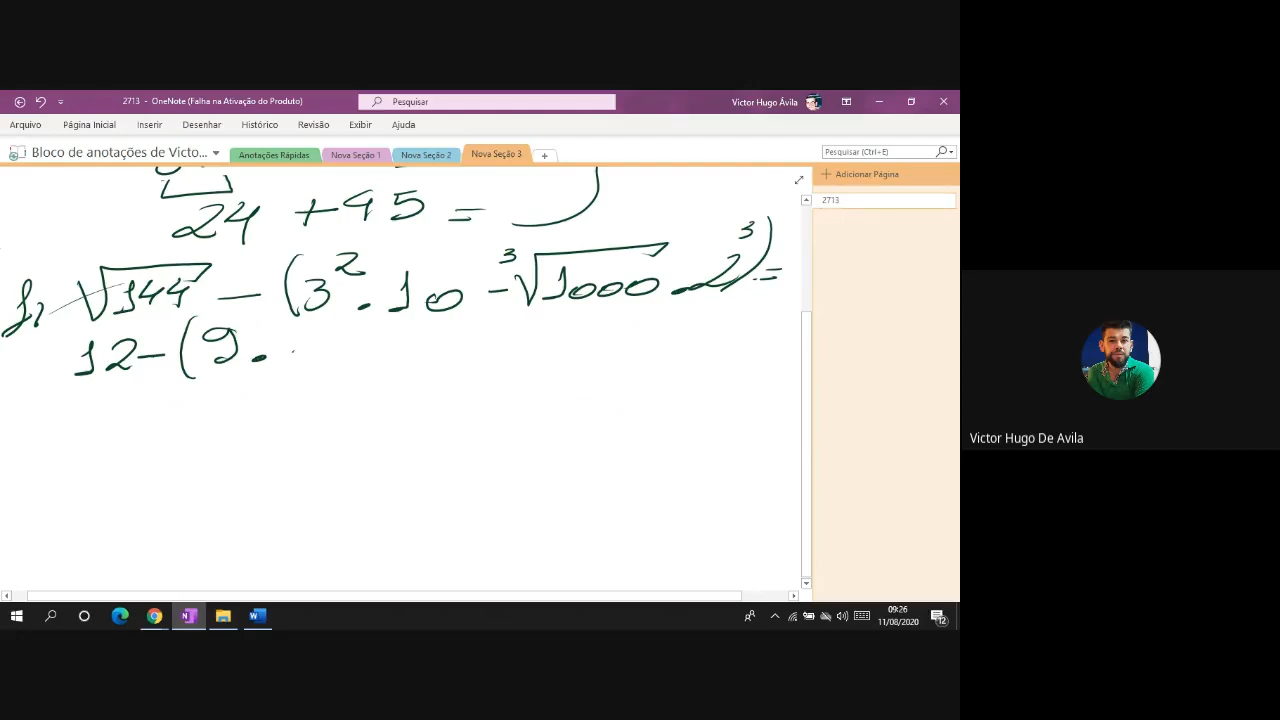 2713 - OneNote (Falha na Ativação do Produto)
Pesquisar
Victor Hugo Ávila
Arquivo Página Inicial Inserir Desenhar Histórico Revisão Exibir Ajuda
Bloco de anotações de Victo...
Anotações Rápidas Nova Seção 1 Nova Seção 2 Nova Seção 3
Pesquisar (Ctrl+E)
Adicionar Página
2713
24 + 95 =
f, √144 - (3² . 10 - ³√1000 . 2³) =
12 - (9 .
Victor Hugo De Avila
09:26
11/08/2020
12